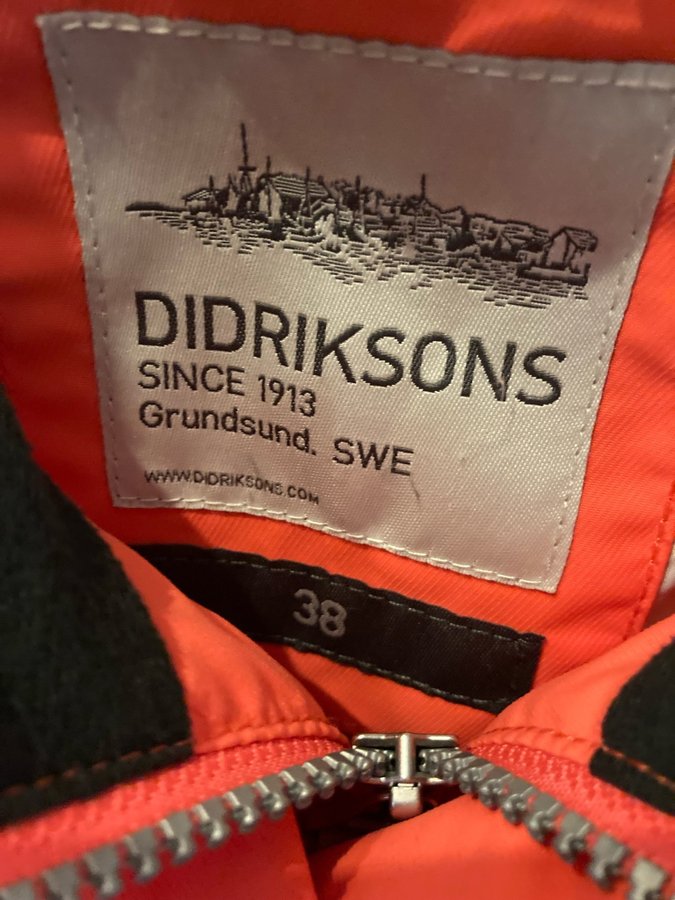 DIDRIKSONS
SINCE 1913
Grundsund. SWE
WWW.DIDRIKSONS.COM
38